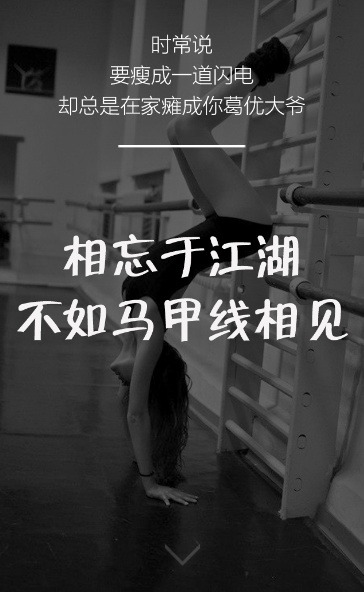 时常说
要瘦成一道闪电
却总是在家瘫成你葛优大爷
相忘于江湖
不如马甲线相见